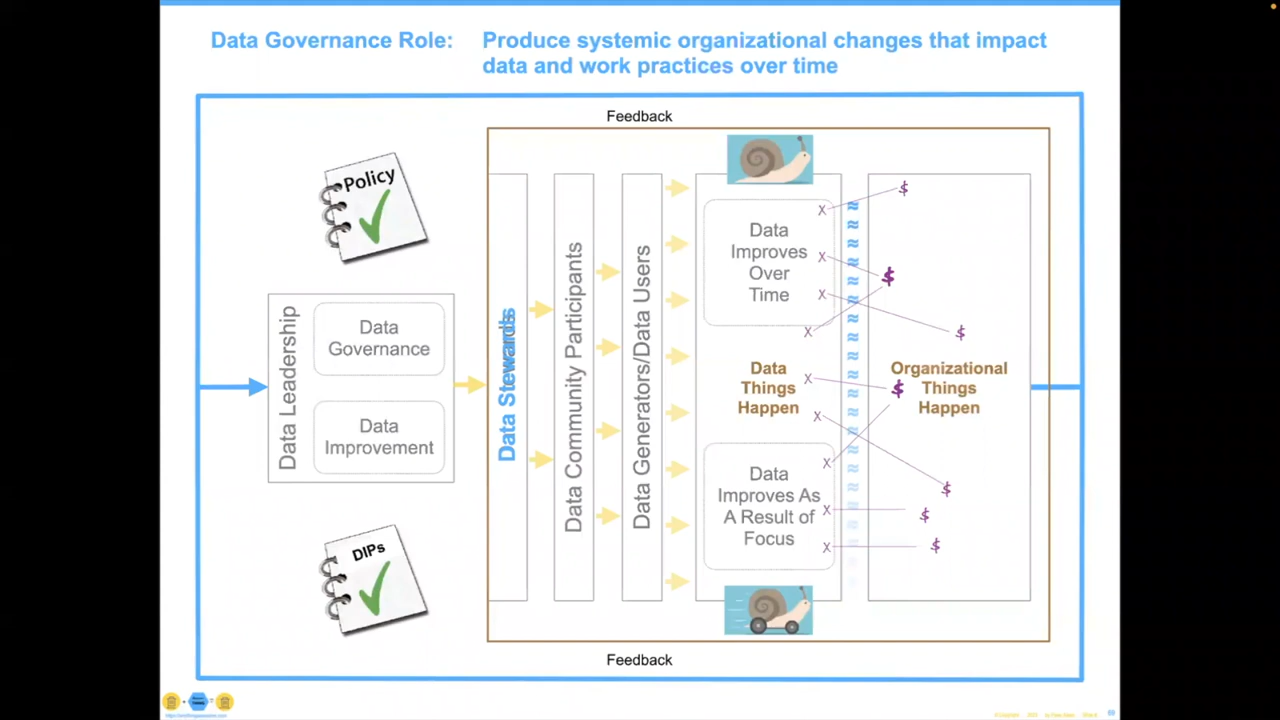 Data Governance Role: Produce systemic organizational changes that impact
data and work practices over time
Feedback
Policy
Data Leadership
Data
Governance
Data
Improvement
DIPs
Data Stewards
Data Community Participants
Data Generators/Data Users
Data
Improves
Over
Time
Data
Things
Happen
Data
Improves As
A Result of
Focus
X
X
X
X
X
X
X
X
X
≈
$
$
$
$
$
$
$
Organizational
Things
Happen
Feedback